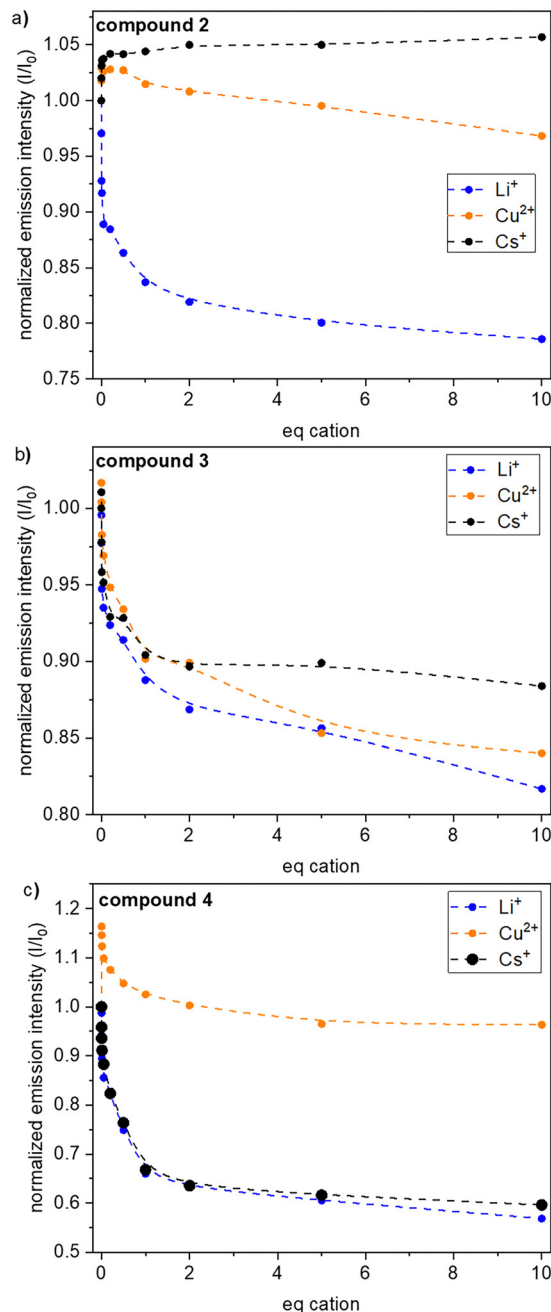 a)
compound 2
normalized emission intensity (I/I₀)
1.05
1.00
0.95
0.90
0.85
0.80
0.75
Li⁺
Cu²⁺
Cs⁺
0 2 4 6 8 10
eq cation
b)
compound 3
normalized emission intensity (I/I₀)
1.00
0.95
0.90
0.85
0.80
Li⁺
Cu²⁺
Cs⁺
0 2 4 6 8 10
eq cation
c)
compound 4
normalized emission intensity (I/I₀)
1.2
1.1
1.0
0.9
0.8
0.7
0.6
0.5
Li⁺
Cu²⁺
Cs⁺
0 2 4 6 8 10
eq cation